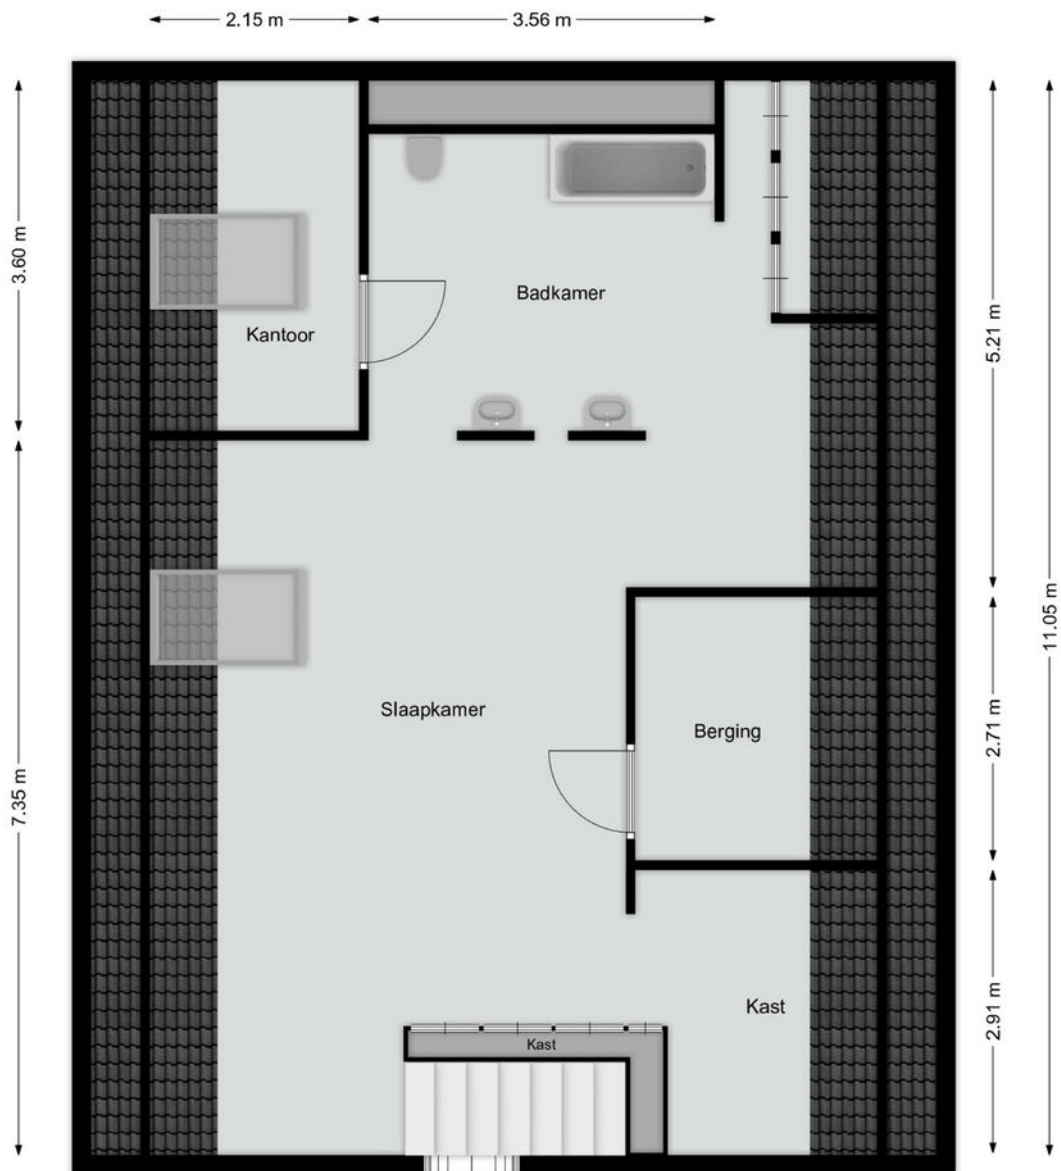 2.15 m
3.56 m
3.60 m
7.35 m
5.21 m
2.71 m
2.91 m
11.05 m
Badkamer
Kantoor
Slaapkamer
Berging
Kast
Kast